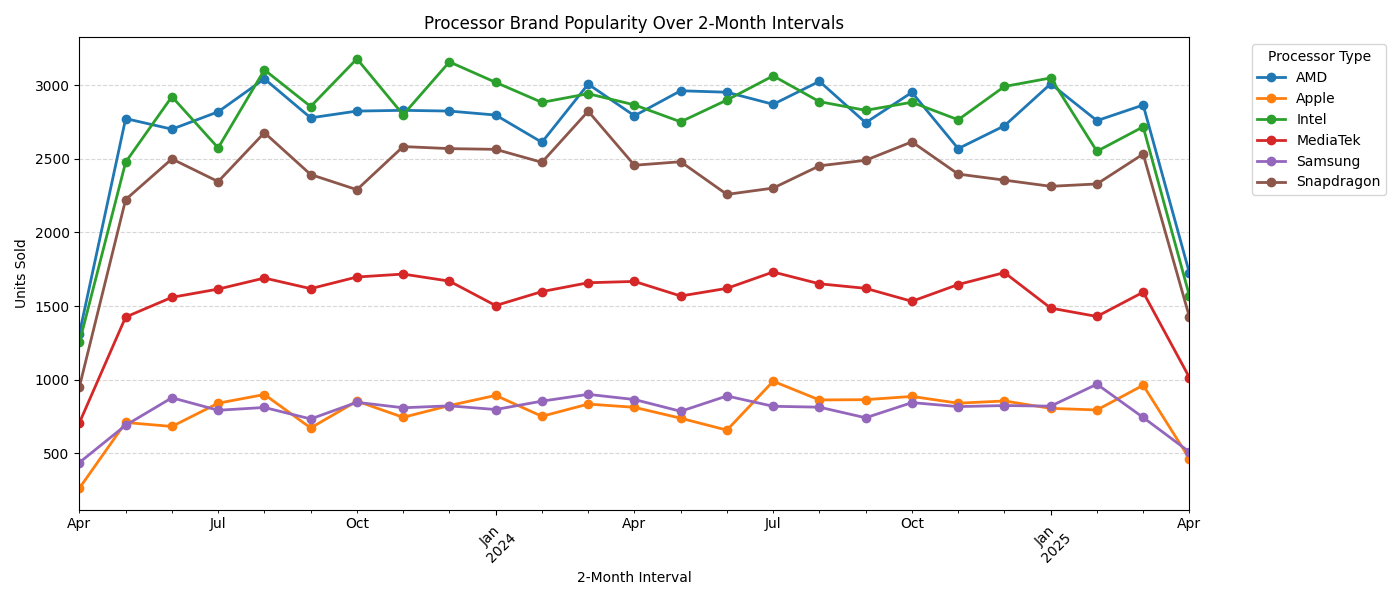 Processor Brand Popularity Over 2-Month Intervals
Units Sold
3000
2500
2000
1500
1000
500
Apr
Jul
Oct
Jan
2024
Apr
Jul
Oct
Jan
2025
Apr
2-Month Interval
Processor Type
AMD
Apple
Intel
MediaTek
Samsung
Snapdragon